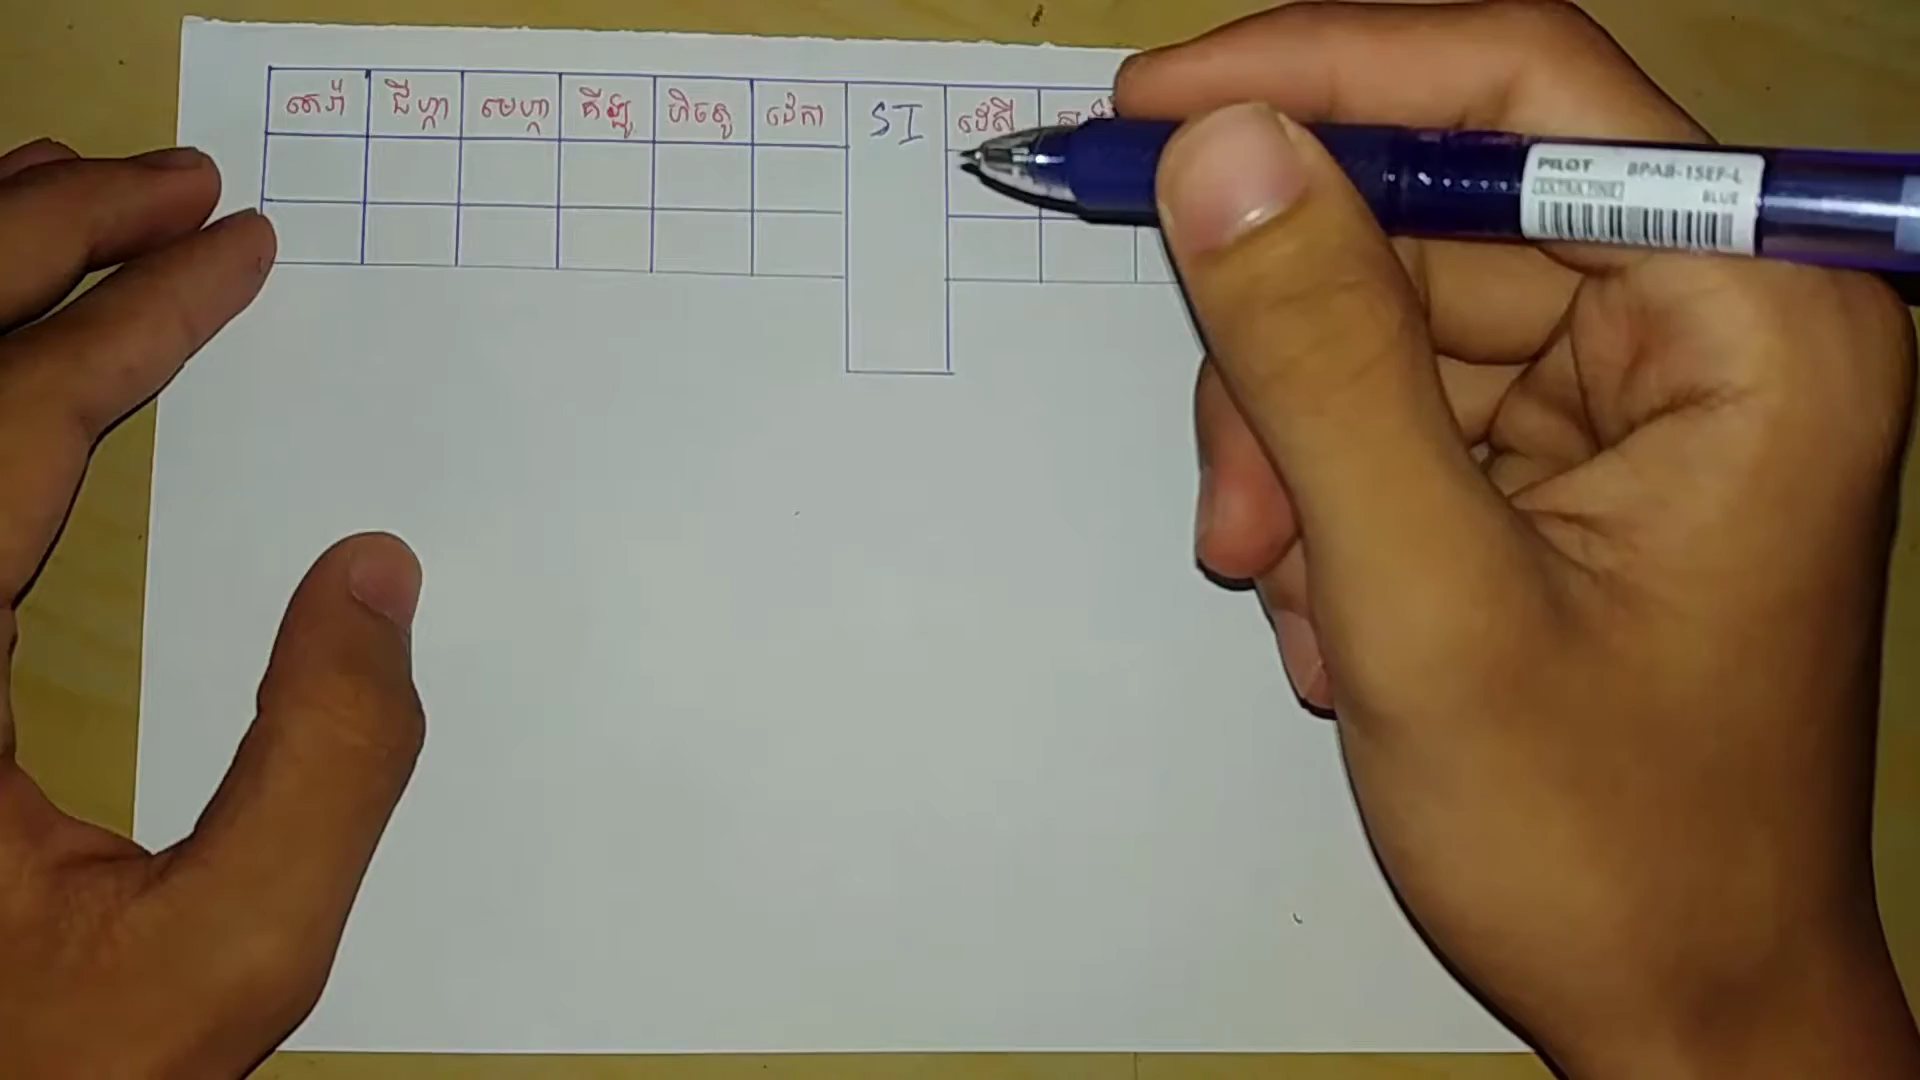 តេរ៉ា ជីហ្គា មេហ្គា គីឡូ ហិចតូ ដេកា SI ដេស៊ី
PILOT BPAB-15EF-L
EXTRA FINE BLUE